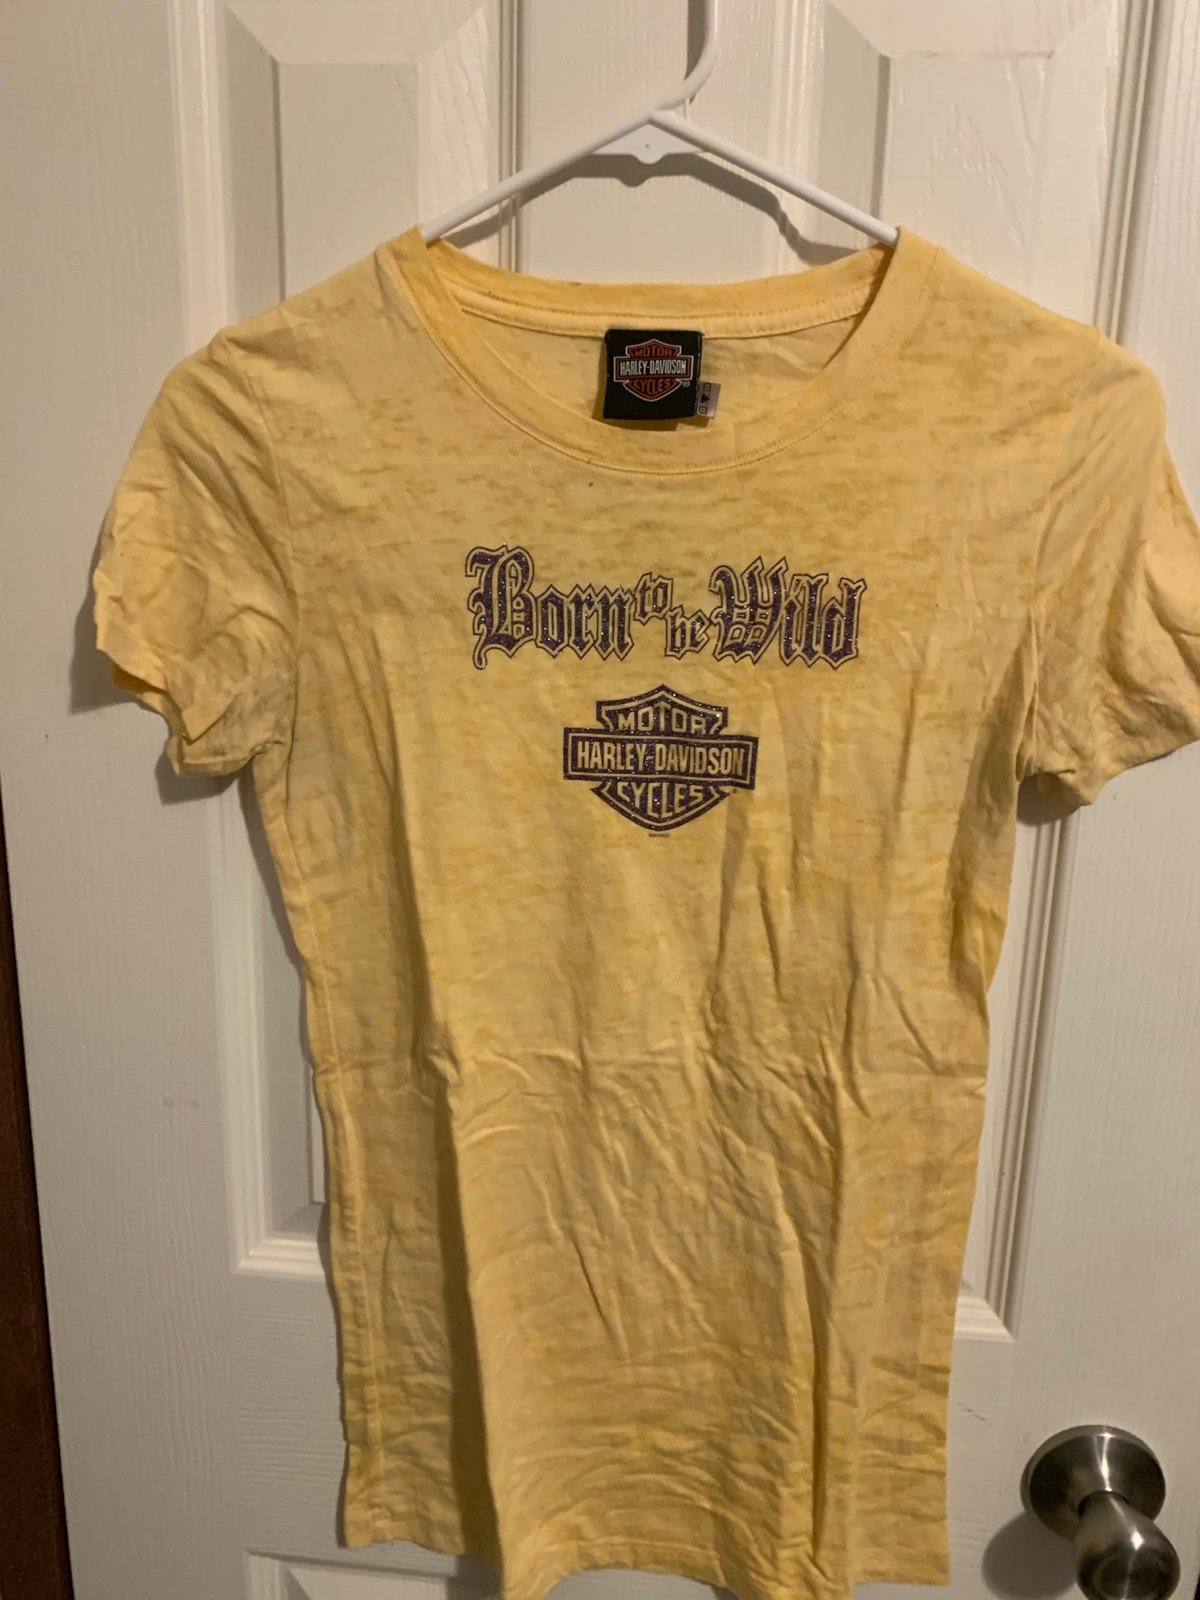 MOTOR
HARLEY-DAVIDSON
CYCLES
®
Born to be Wild
MOTOR
HARLEY-DAVIDSON
CYCLES